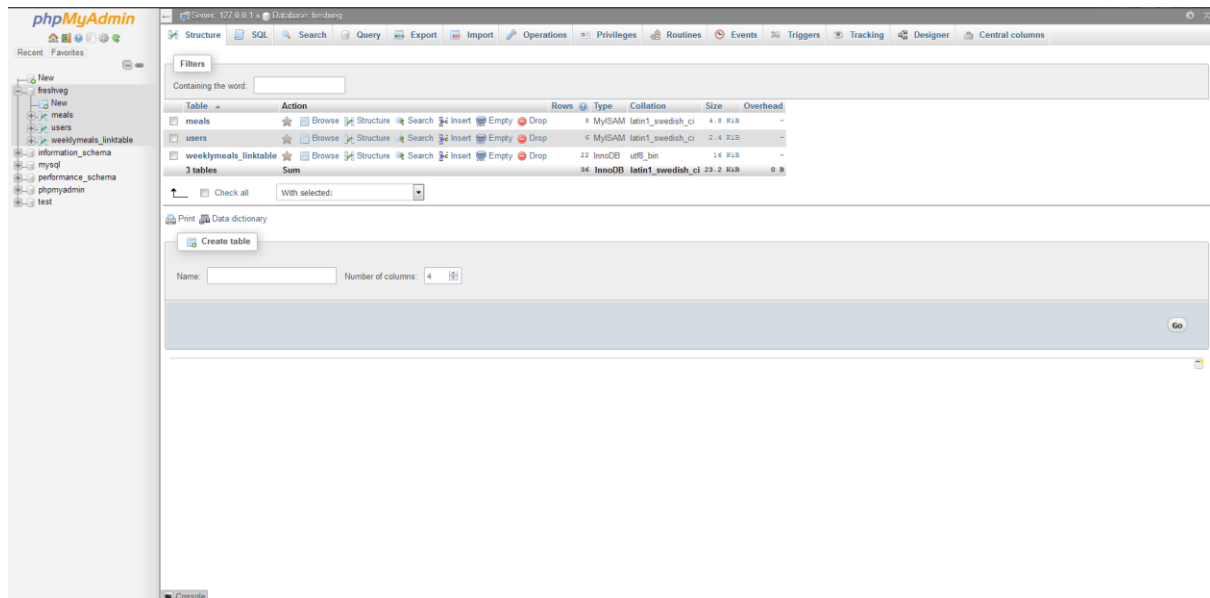 phpMyAdmin
Recent Favorites
New
freshveg
New
meals
users
weeklymeals_linktable
information_schema
mysql
performance_schema
phpmyadmin
test
Server: 127.0.0.1 » Database: freshveg
Structure SQL Search Query Export Import Operations Privileges Routines Events Triggers Tracking Designer Central columns
Filters
Containing the word:
Table Action Rows Type Collation Size Overhead
meals Browse Structure Search Insert Empty Drop 8 MyISAM latin1_swedish_ci 4.8 KiB -
users Browse Structure Search Insert Empty Drop 6 MyISAM latin1_swedish_ci 2.4 KiB -
weeklymeals_linktable Browse Structure Search Insert Empty Drop 22 InnoDB utf8_bin 16 KiB -
3 tables Sum 36 InnoDB latin1_swedish_ci 23.2 KiB 0 B
Check all With selected:
Print Data dictionary
Create table
Name: Number of columns: 4
Go
Console